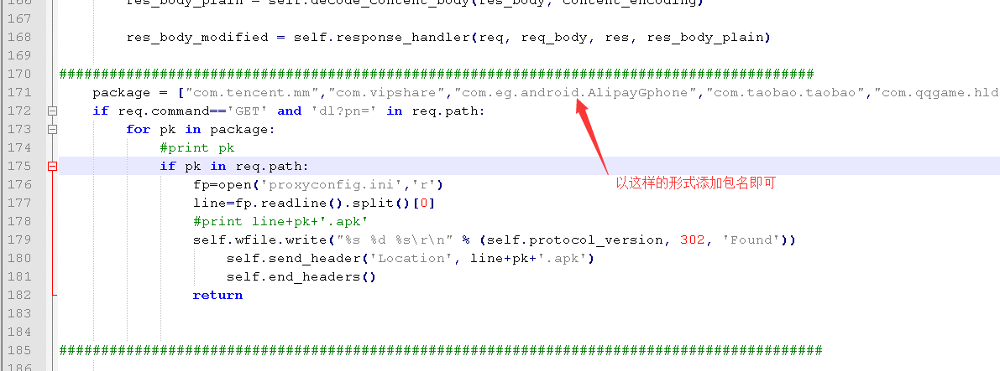 166 res_body_plain = self.decode_content_body(res_body, content_encoding)
167
168 res_body_modified = self.response_handler(req, req_body, res, res_body_plain)
169
170 ##########################################################################################
171 package = ["com.tencent.mm","com.vipshare","com.eg.android.AlipayGphone","com.taobao.taobao","com.qqgame.hld
172 if req.command=='GET' and 'dl?pn=' in req.path:
173 for pk in package:
174 #print pk
175 if pk in req.path:
176 fp=open('proxyconfig.ini','r')
以这样的形式添加包名即可
177 line=fp.readline().split()[0]
178 #print line+pk+'.apk'
179 self.wfile.write("%s %d %s\r\n" % (self.protocol_version, 302, 'Found'))
180 self.send_header('Location', line+pk+'.apk')
181 self.end_headers()
182 return
183
184
185 ###########################################################################################
186